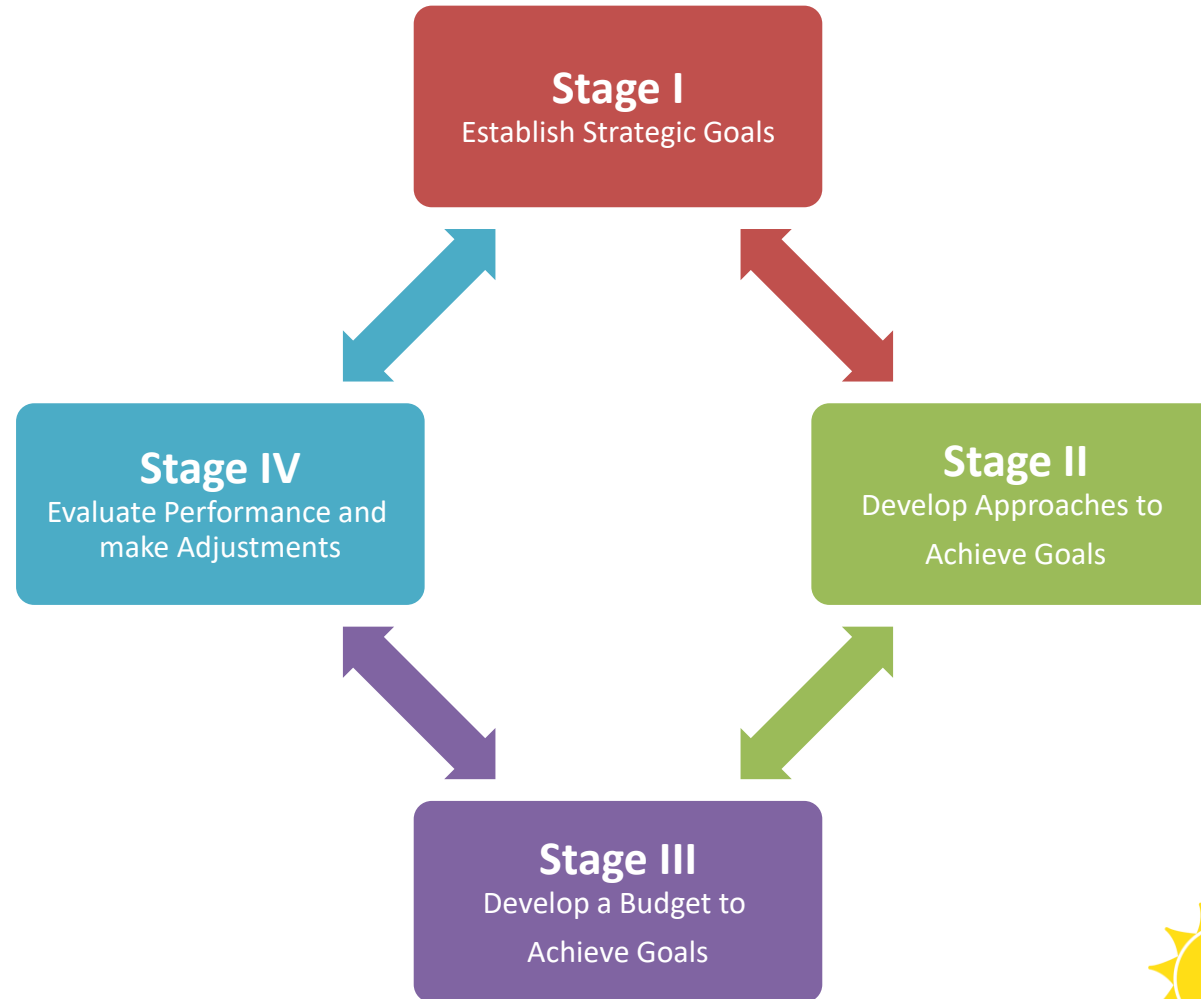 Stage I
Establish Strategic Goals
Stage II
Develop Approaches to
Achieve Goals
Stage III
Develop a Budget to
Achieve Goals
Stage IV
Evaluate Performance and
make Adjustments